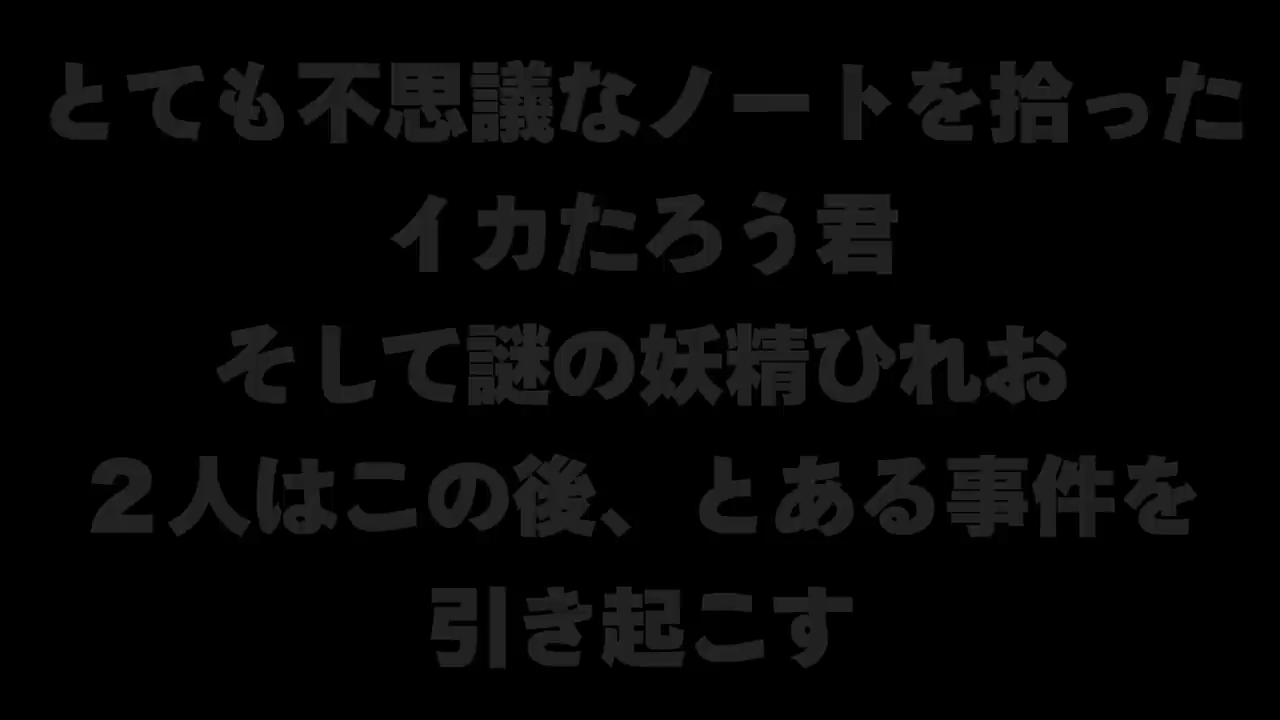 とても不思議なノートを拾った
イカたろう君
そして謎の妖精ひれお
２人はこの後、とある事件を
引き起こす